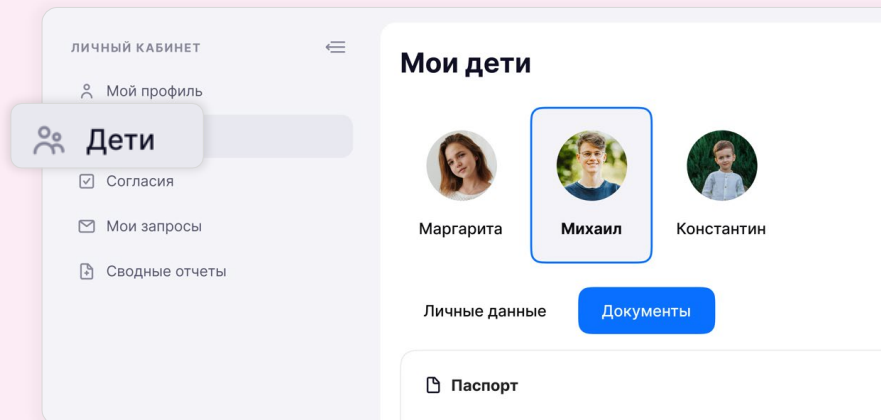 ЛИЧНЫЙ КАБИНЕТ
Мой профиль
Дети
Согласия
Мои запросы
Сводные отчеты
Мои дети
Маргарита
Михаил
Константин
Личные данные
Документы
Паспорт